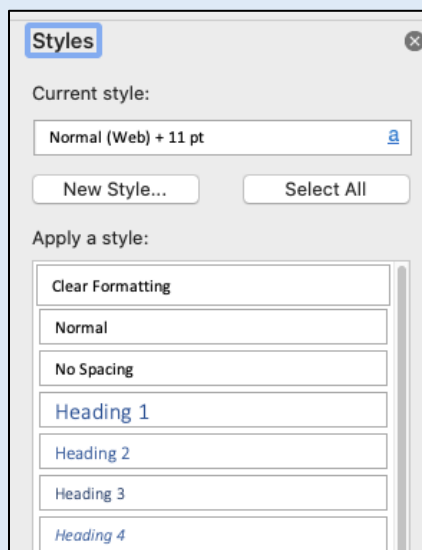 Styles
Current style:
Normal (Web) + 11 pt a
New Style... Select All
Apply a style:
Clear Formatting
Normal
No Spacing
Heading 1
Heading 2
Heading 3
Heading 4